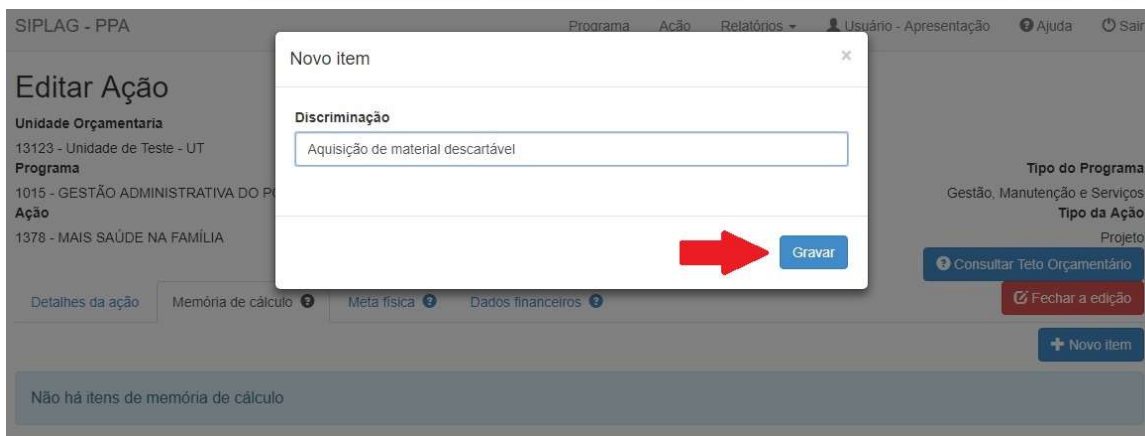 SIPLAG - PPA
Programa Ação Relatórios Usuário - Apresentação Ajuda Sair
Novo item ×
Editar Ação
Discriminação
Unidade Orçamentaria
Aquisição de material descartável
13123 - Unidade de Teste - UT
Programa
Tipo do Programa
1015 - GESTÃO ADMINISTRATIVA DO
Gestão, Manutenção e Serviços
Ação
Tipo da Ação
1378 - MAIS SAÚDE NA FAMÍLIA
Projeto
Gravar
Consultar Teto Orçamentário
Detalhes da ação Memória de cálculo Meta física Dados financeiros
Fechar a edição
Novo item
Não há itens de memória de cálculo